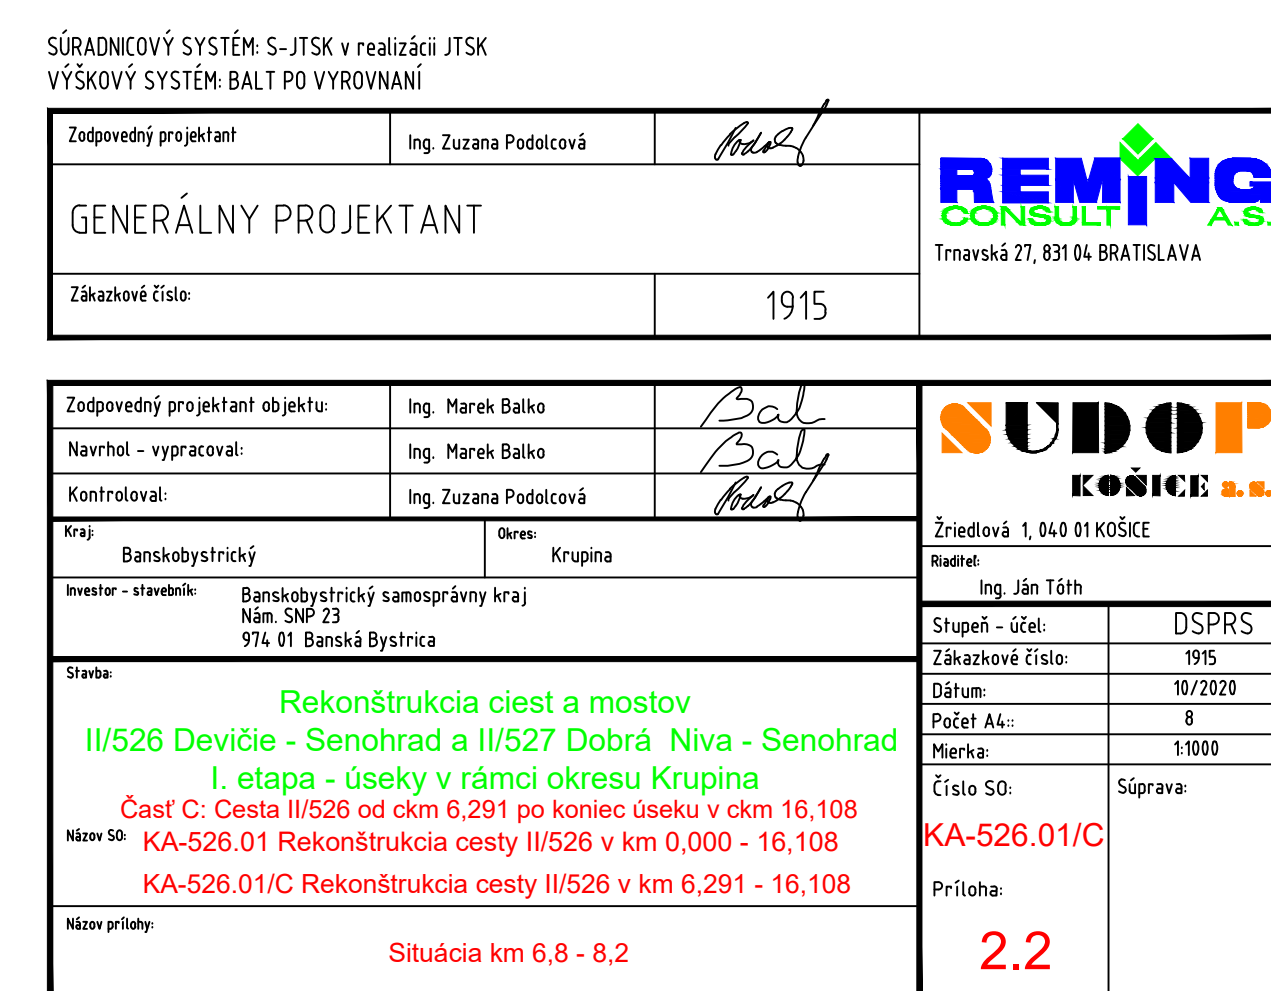 SÚRADNICOVÝ SYSTÉM: S-JTSK v realizácii JTSK
VÝŠKOVÝ SYSTÉM: BALT PO VYROVNANÍ
Zodpovedný projektant
Ing. Zuzana Podolcová
REMING
CONSULT A.S.
Trnavská 27, 831 04 BRATISLAVA
GENERÁLNY PROJEKTANT
Zákazkové číslo:
1915
Zodpovedný projektant objektu:
Ing. Marek Balko
Bal
Navrhol - vypracoval:
Ing. Marek Balko
Bal
Kontroloval:
Ing. Zuzana Podolcová
SUDOP
KOŠICE a.s.
Žriedlová 1, 040 01 KOŠICE
Riaditeľ:
Ing. Ján Tóth
Kraj:
Banskobystrický
Okres:
Krupina
Investor - stavebník:
Banskobystrický samosprávny kraj
Nám. SNP 23
974 01 Banská Bystrica
Stupeň - účel:
DSPRS
Zákazkové číslo:
1915
Dátum:
10/2020
Počet A4::
8
Mierka:
1:1000
Stavba:
Rekonštrukcia ciest a mostov
II/526 Devičie - Senohrad a II/527 Dobrá Niva - Senohrad
I. etapa - úseky v rámci okresu Krupina
Časť C: Cesta II/526 od ckm 6,291 po koniec úseku v ckm 16,108
Názov SO:
KA-526.01 Rekonštrukcia cesty II/526 v km 0,000 - 16,108
KA-526.01/C Rekonštrukcia cesty II/526 v km 6,291 - 16,108
Číslo SO:
KA-526.01/C
Súprava:
Názov prílohy:
Situácia km 6,8 - 8,2
Príloha:
2.2